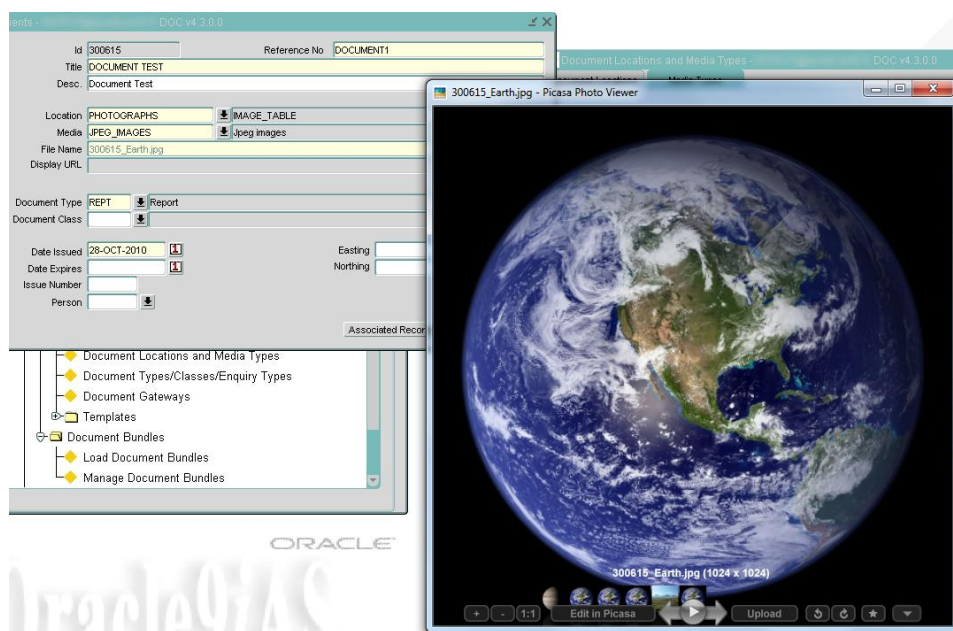 ents - DOC v4.3.0.0
Id 300615 Reference No DOCUMENT1
Title DOCUMENT TEST
Desc. Document Test
Location PHOTOGRAPHS IMAGE_TABLE
Media JPEG_IMAGES Jpeg images
File Name 300615_Earth.jpg
Display URL
Document Type REPT Report
Document Class
Date Issued 28-OCT-2010 1 Easting
Date Expires 1 Northing
Issue Number
Person
Associated Recor
Document Locations and Media Types
Document Types/Classes/Enquiry Types
Document Gateways
Templates
Document Bundles
Load Document Bundles
Manage Document Bundles
ORACLE
Oracle9iAS
Document Locations and Media Types - DOC v4.3.0.0
300615_Earth.jpg - Picasa Photo Viewer
300615_Earth.jpg (1024 x 1024)
+ - 1:1 Edit in Picasa Upload